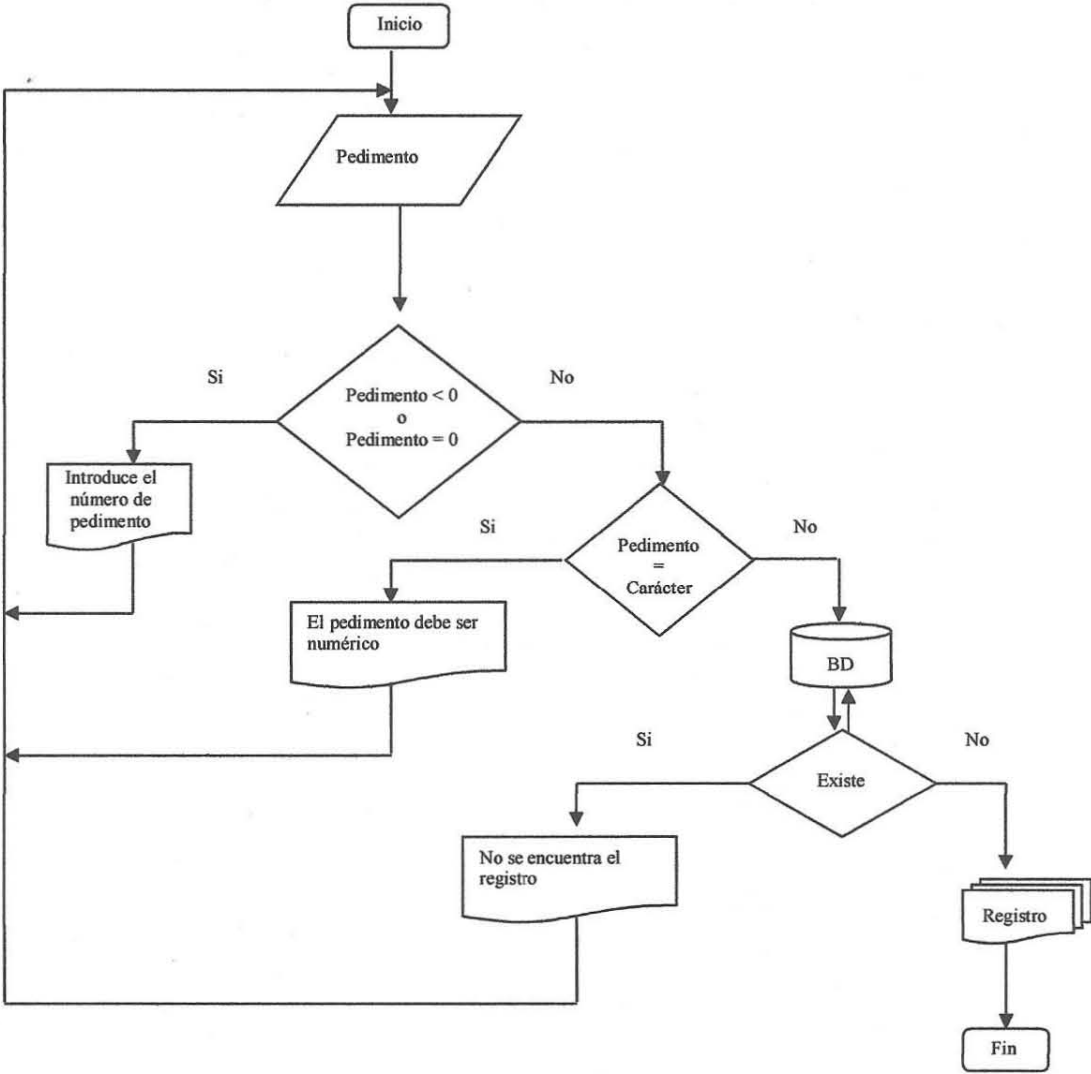 Inicio
Pedimento
Si
No
Pedimento < 0
o
Pedimento = 0
Introduce el
número de
pedimento
Si
No
Pedimento
=
Carácter
El pedimento debe ser
numérico
BD
Si
No
Existe
No se encuentra el
registro
Registro
Fin